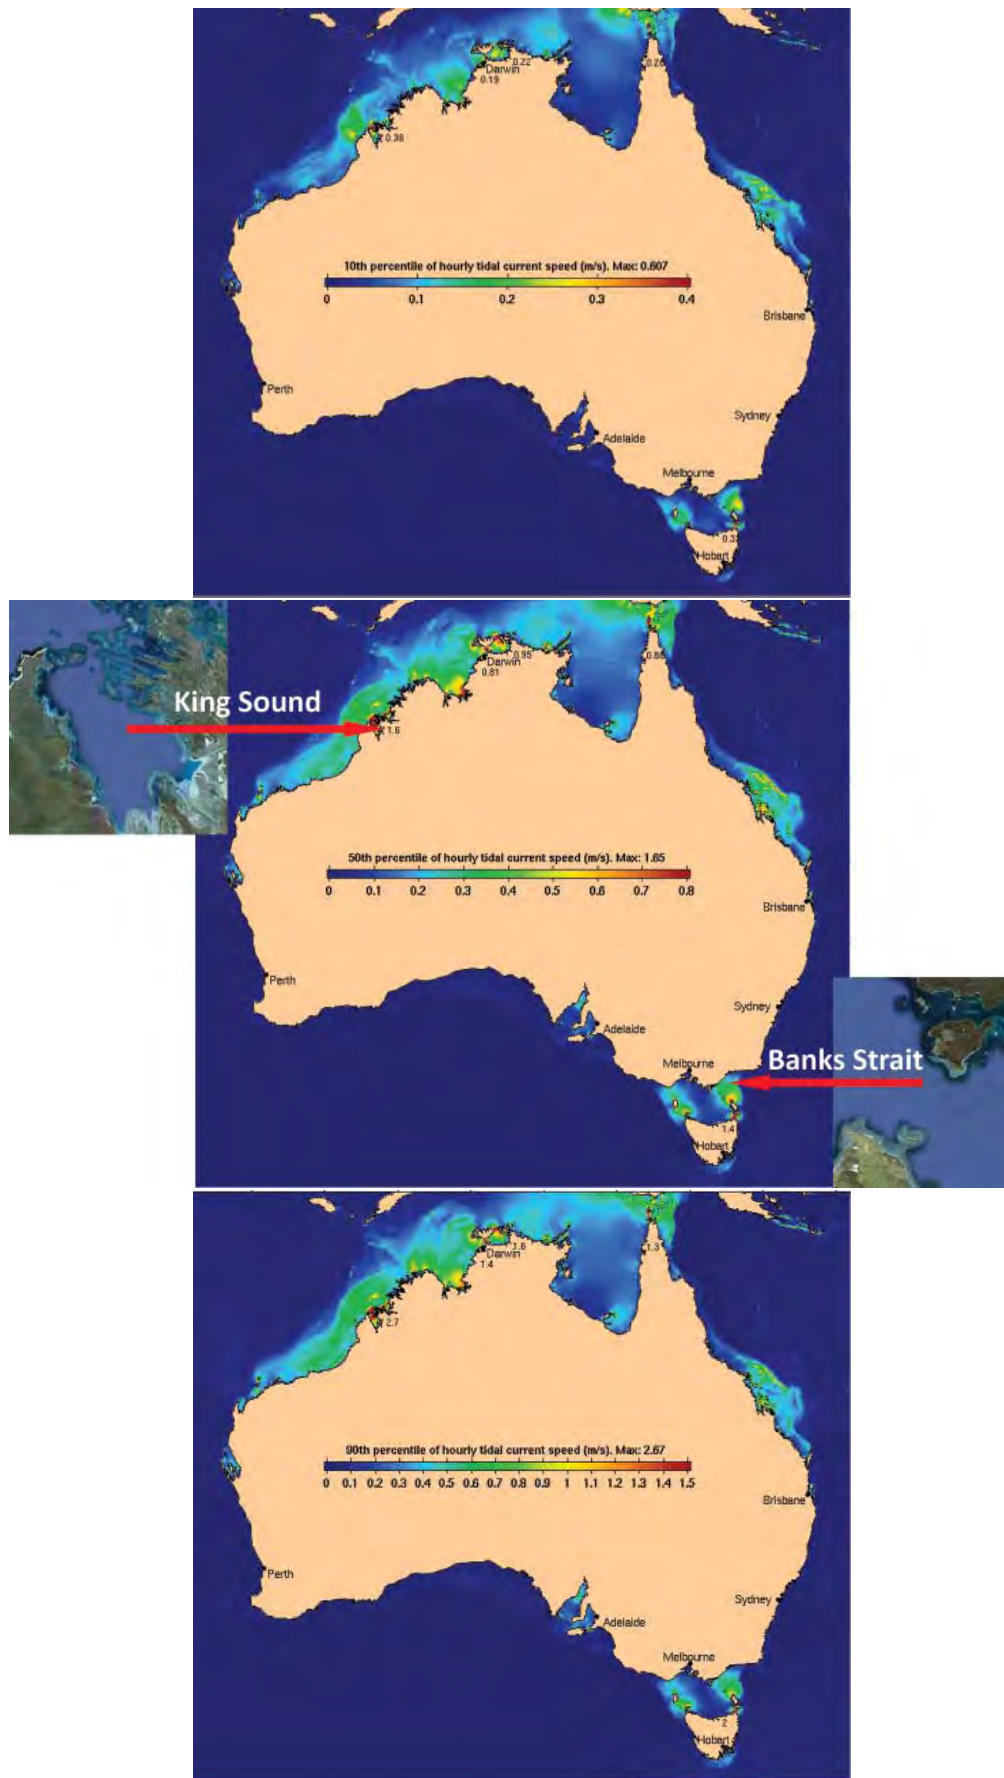 0.22
Darwin
0.19
0.26
0.38
10th percentile of hourly tidal current speed (m/s). Max: 0.607
0 0.1 0.2 0.3 0.4
Brisbane
Perth
Sydney
Adelaide
Melbourne
Hobart
0.95
Darwin
0.81
King Sound
1.6
50th percentile of hourly tidal current speed (m/s). Max: 1.65
0 0.1 0.2 0.3 0.4 0.5 0.6 0.7 0.8
Brisbane
Perth
Sydney
Adelaide
Melbourne
Banks Strait
1.4
Hobart
1.6
1.3
Darwin
1.4
2.7
90th percentile of hourly tidal current speed (m/s). Max: 2.67
0 0.1 0.2 0.3 0.4 0.5 0.6 0.7 0.8 0.9 1 1.1 1.2 1.3 1.4 1.5
Brisbane
Perth
Sydney
Adelaide
Melbourne
2
Hobart